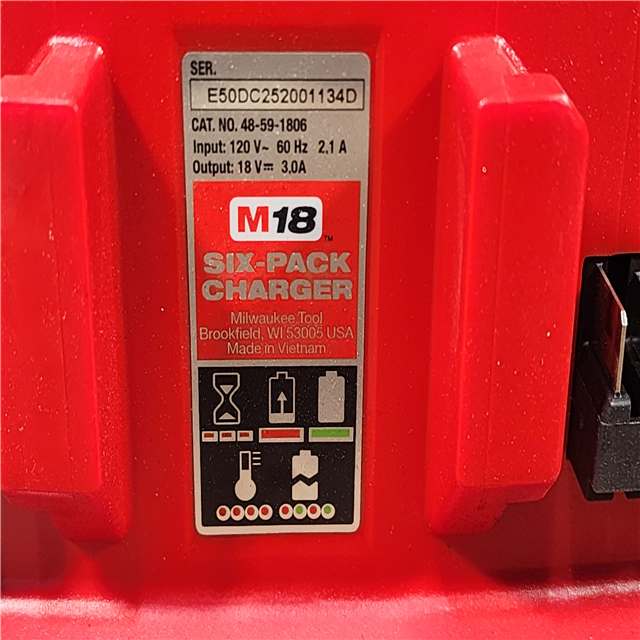 SER.
E50DC252001134D
CAT. NO. 48-59-1806
Input: 120 V~ 60 Hz 2,1 A
Output: 18 V⎓ 3,0A
M18™
SIX-PACK
CHARGER
Milwaukee Tool
Brookfield, WI 53005 USA
Made in Vietnam